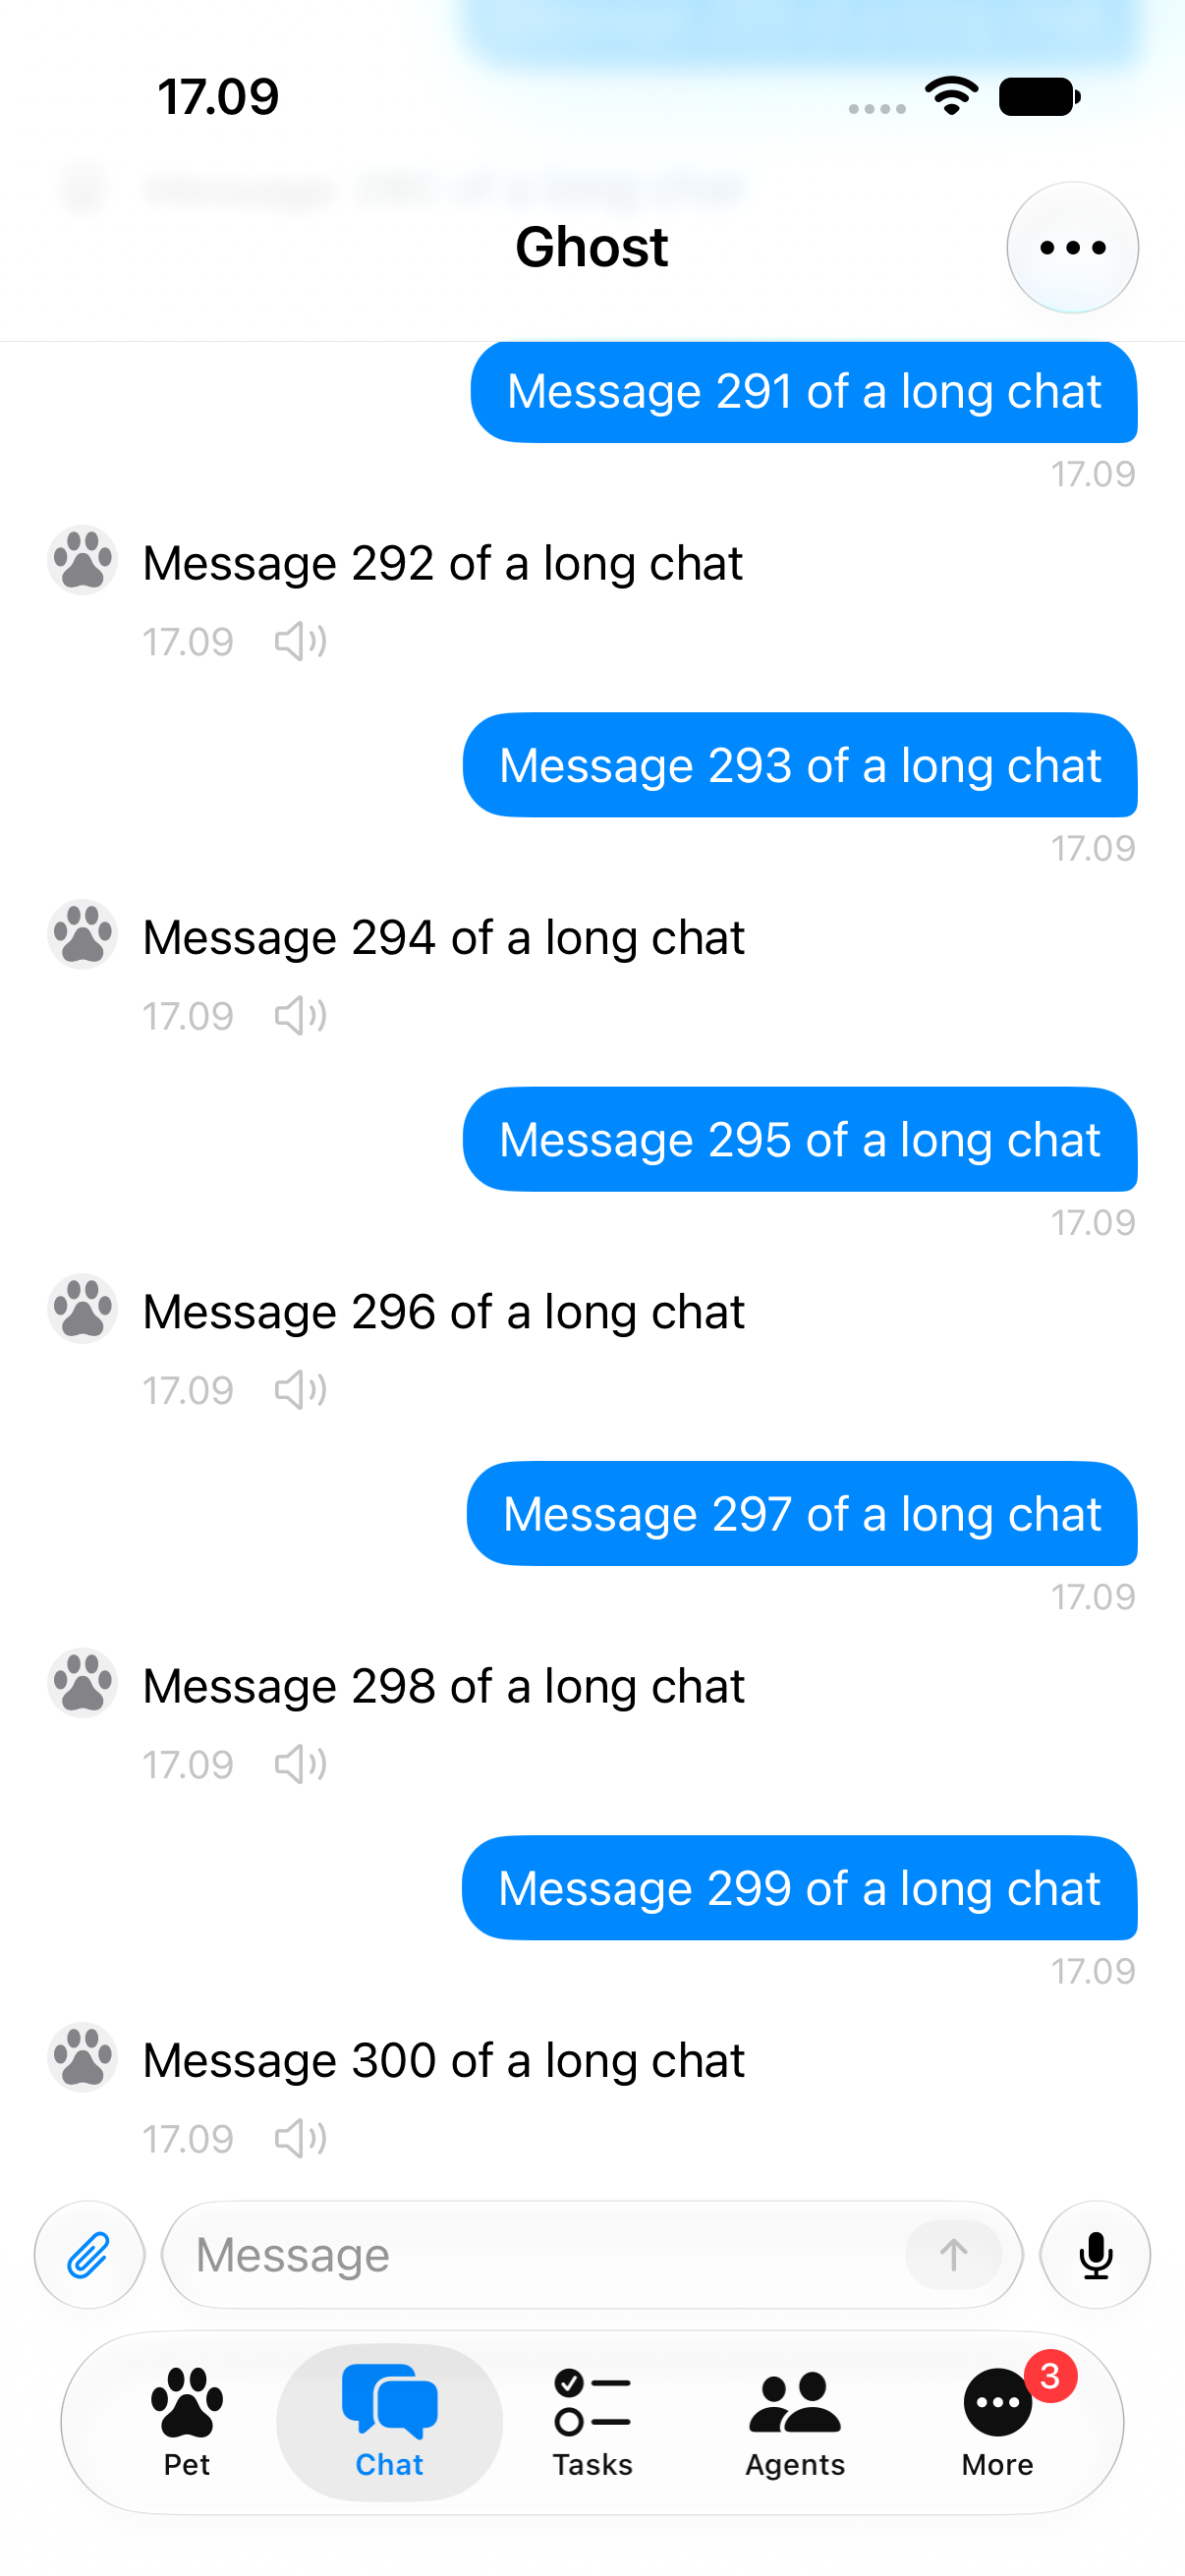 17.09
Ghost
Message 291 of a long chat
17.09
Message 292 of a long chat
17.09
Message 293 of a long chat
17.09
Message 294 of a long chat
17.09
Message 295 of a long chat
17.09
Message 296 of a long chat
17.09
Message 297 of a long chat
17.09
Message 298 of a long chat
17.09
Message 299 of a long chat
17.09
Message 300 of a long chat
17.09
Message
3
Pet Chat Tasks Agents More